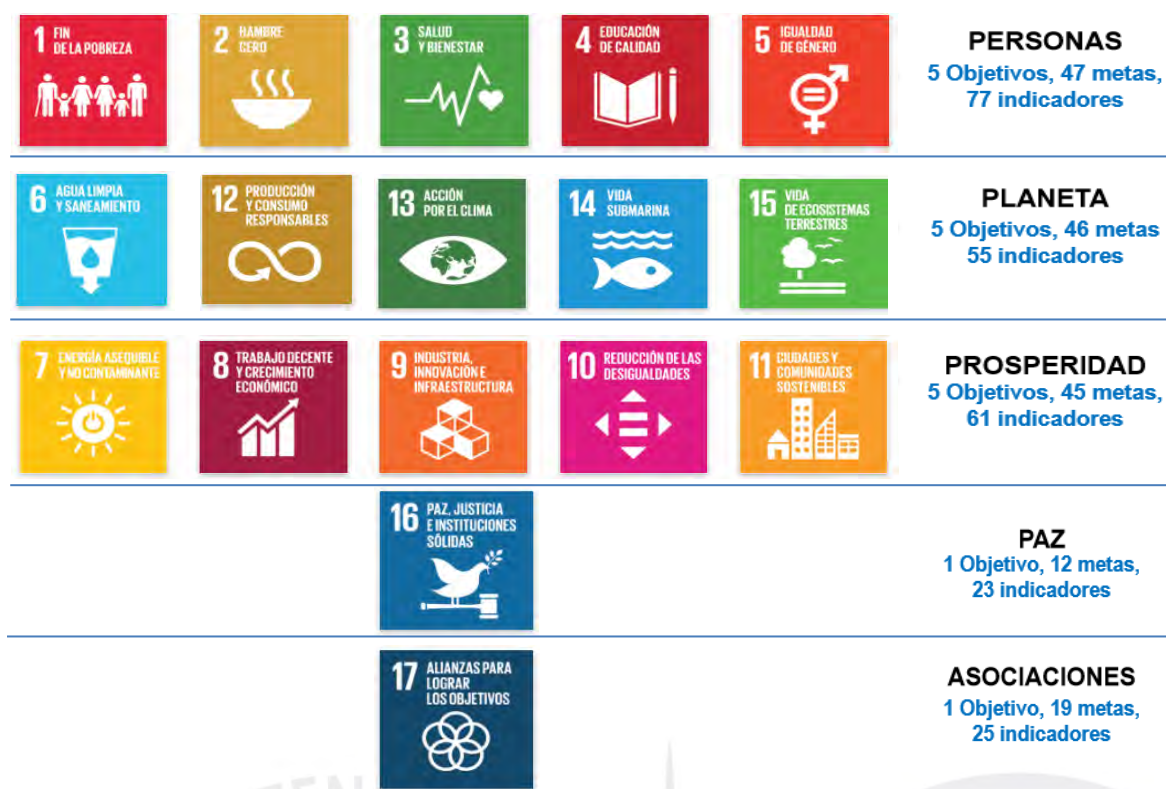 1 FIN
DE LA POBREZA
2 HAMBRE
CERO
3 SALUD
Y BIENESTAR
4 EDUCACIÓN
DE CALIDAD
5 IGUALDAD
DE GÉNERO
PERSONAS
5 Objetivos, 47 metas,
77 indicadores
6 AGUA LIMPIA
Y SANEAMIENTO
12 PRODUCCIÓN
Y CONSUMO
RESPONSABLES
13 ACCIÓN
POR EL CLIMA
14 VIDA
SUBMARINA
15 VIDA
DE ECOSISTEMAS
TERRESTRES
PLANETA
5 Objetivos, 46 metas
55 indicadores
7 ENERGÍA ASEQUIBLE
Y NO CONTAMINANTE
8 TRABAJO DECENTE
Y CRECIMIENTO
ECONÓMICO
9 INDUSTRIA,
INNOVACIÓN E
INFRAESTRUCTURA
10 REDUCCIÓN DE LAS
DESIGUALDADES
11 CIUDADES Y
COMUNIDADES
SOSTENIBLES
PROSPERIDAD
5 Objetivos, 45 metas,
61 indicadores
16 PAZ, JUSTICIA
E INSTITUCIONES
SÓLIDAS
PAZ
1 Objetivo, 12 metas,
23 indicadores
17 ALIANZAS PARA
LOGRAR
LOS OBJETIVOS
ASOCIACIONES
1 Objetivo, 19 metas,
25 indicadores